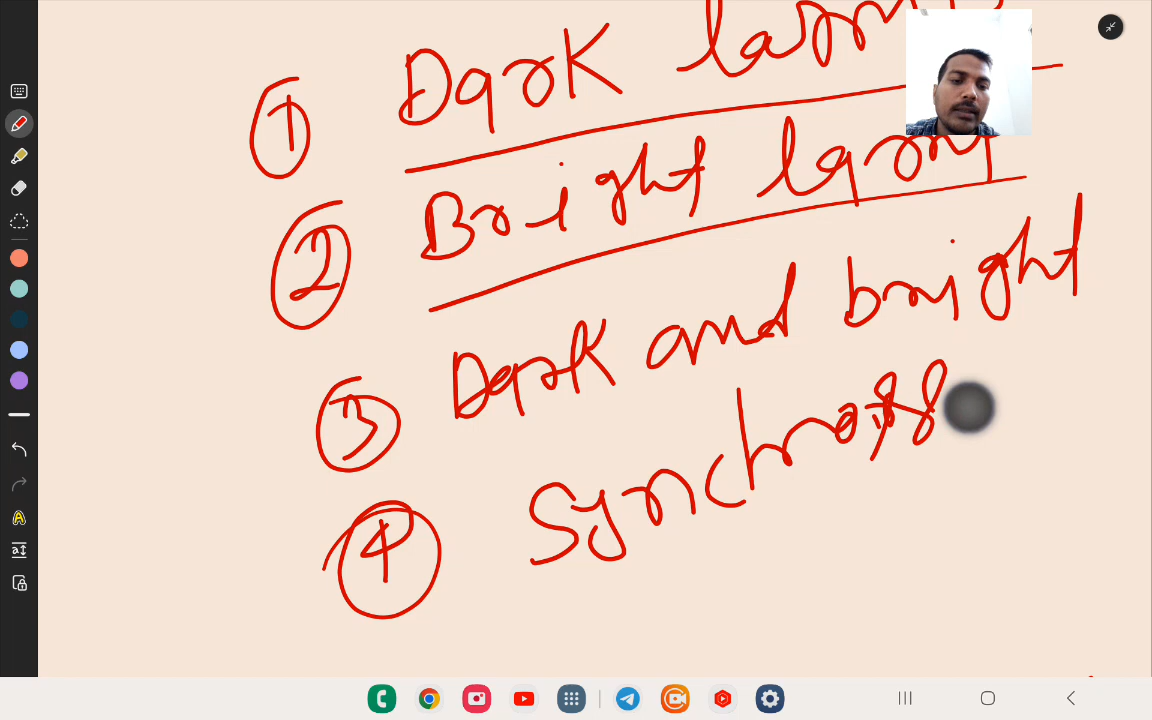 ① Dark lamp
② Bright lamp
③ Dark and bright
④ Synchro